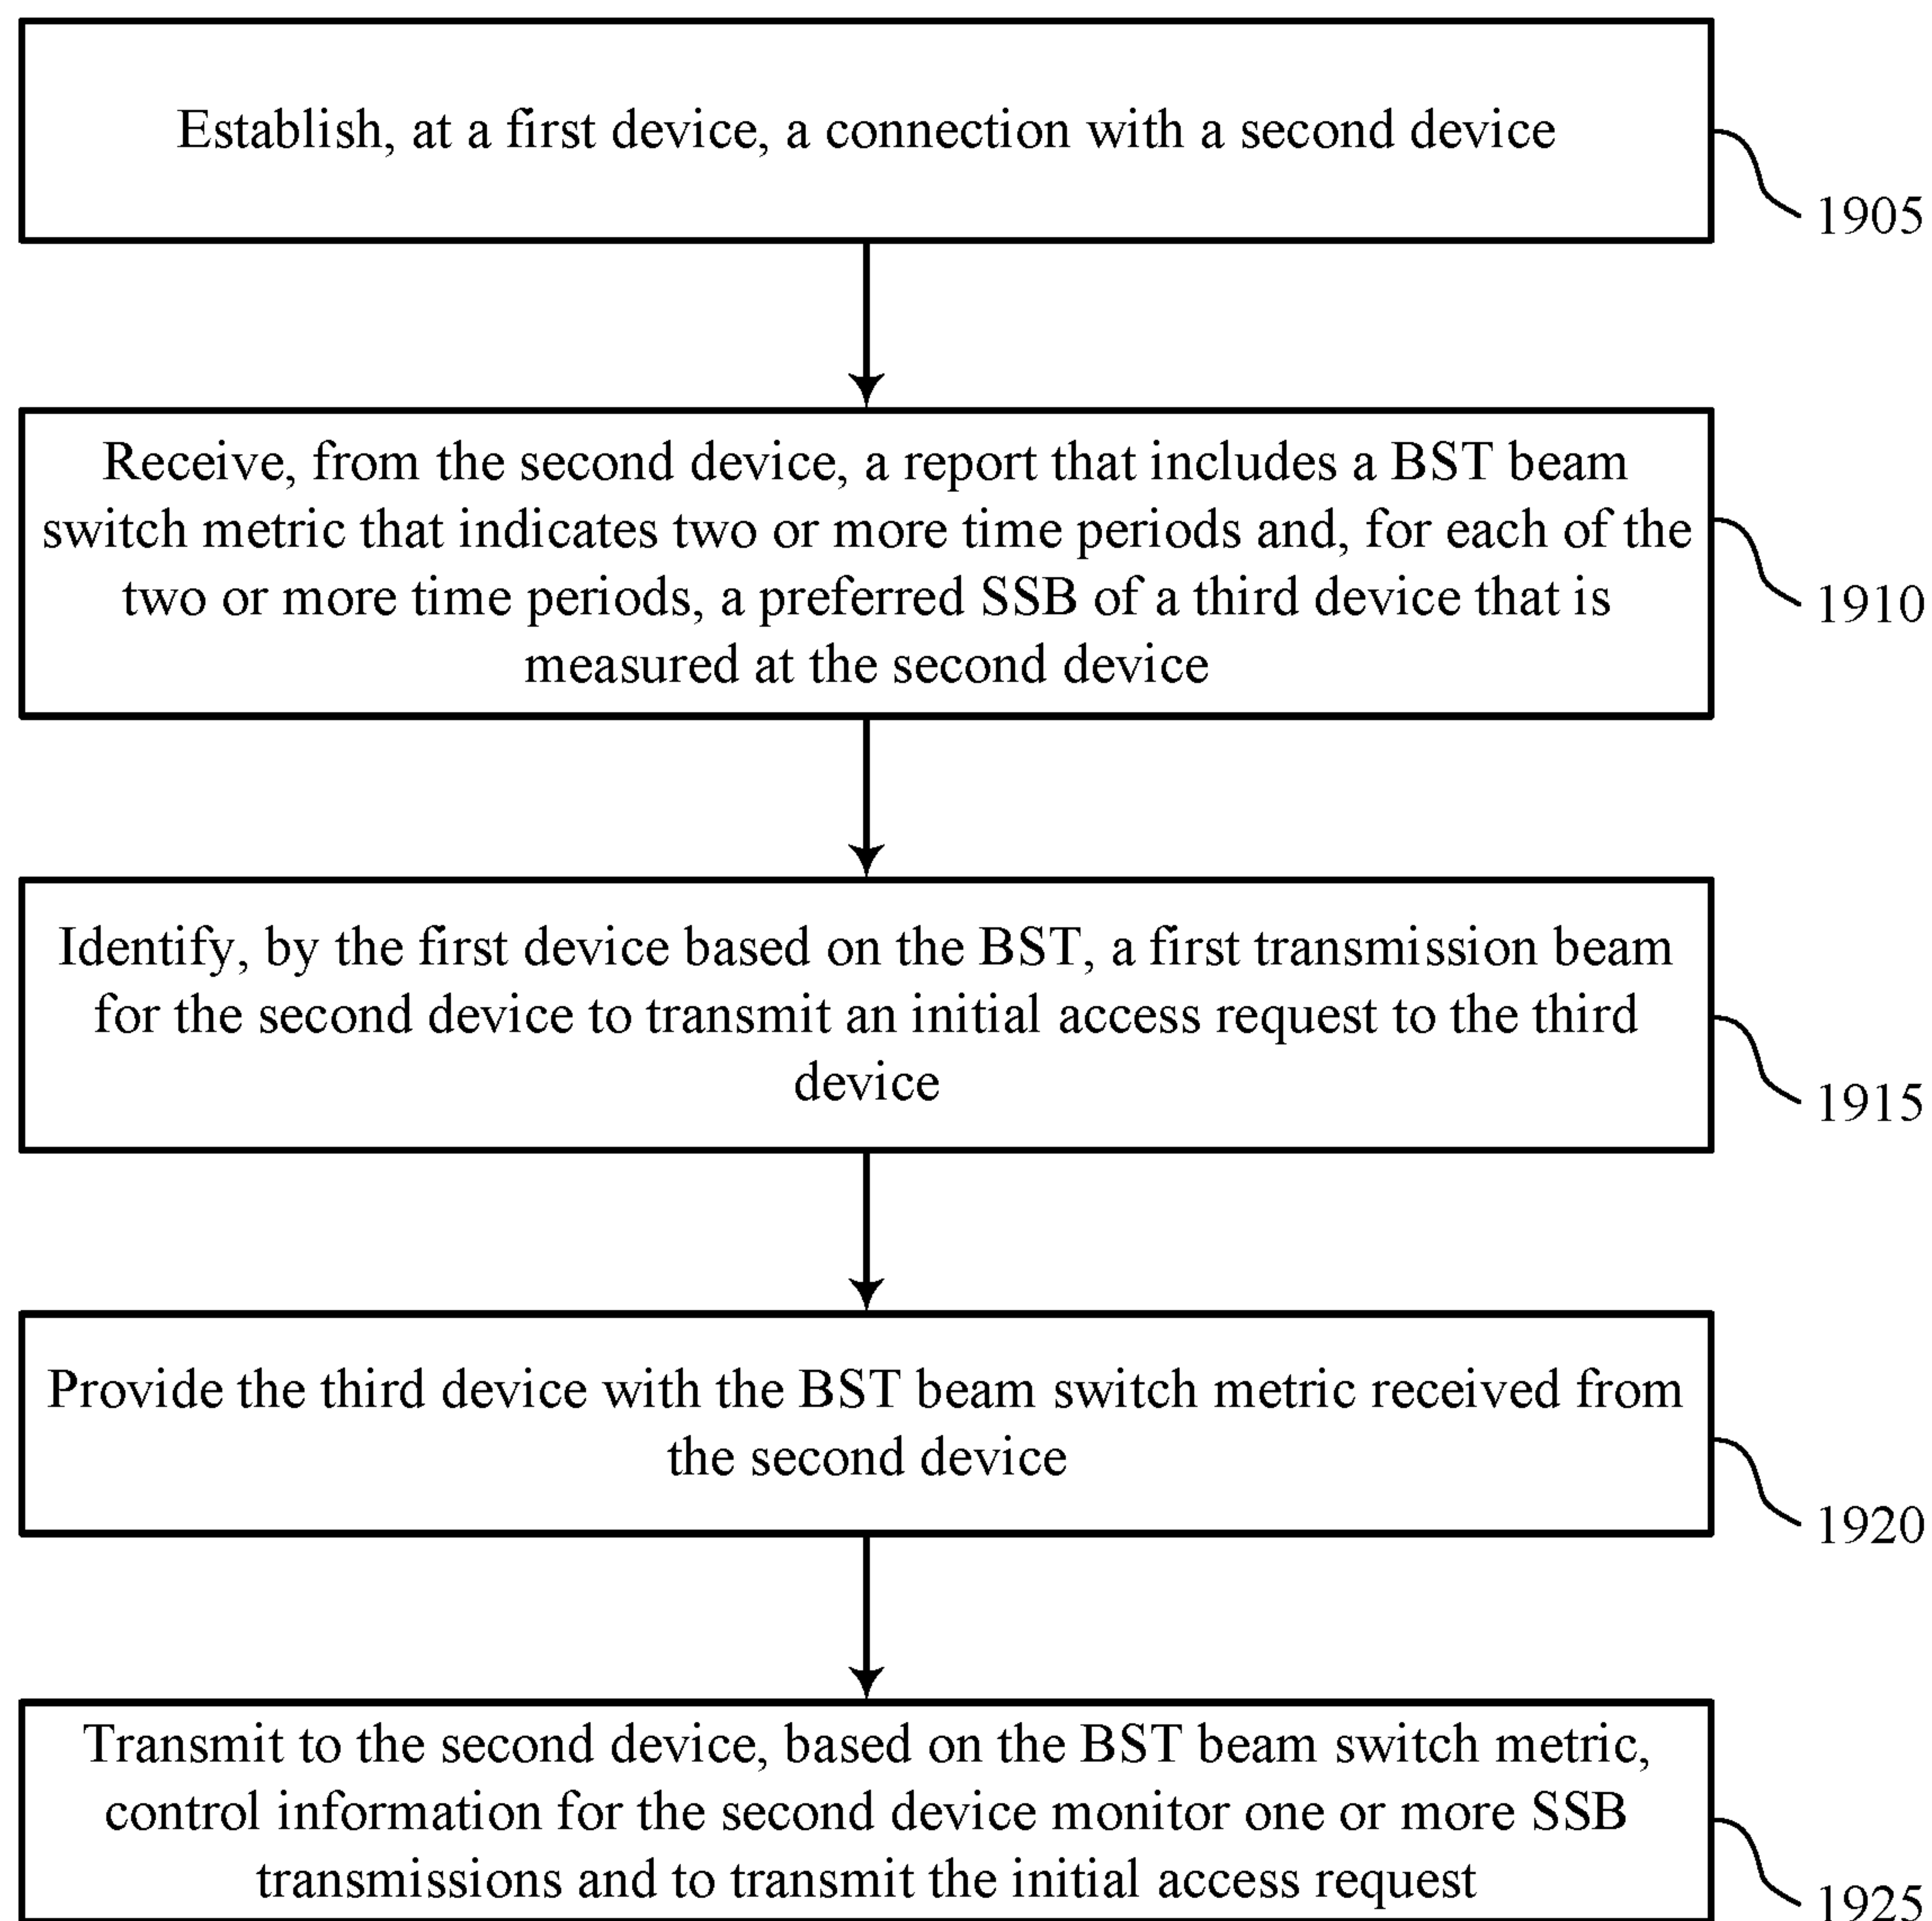 Establish, at a first device, a connection with a second device
1905
Receive, from the second device, a report that includes a BST beam
switch metric that indicates two or more time periods and, for each of the
two or more time periods, a preferred SSB of a third device that is
measured at the second device
1910
Identify, by the first device based on the BST, a first transmission beam
for the second device to transmit an initial access request to the third
device
1915
Provide the third device with the BST beam switch metric received from
the second device
1920
Transmit to the second device, based on the BST beam switch metric,
control information for the second device monitor one or more SSB
transmissions and to transmit the initial access request
1925